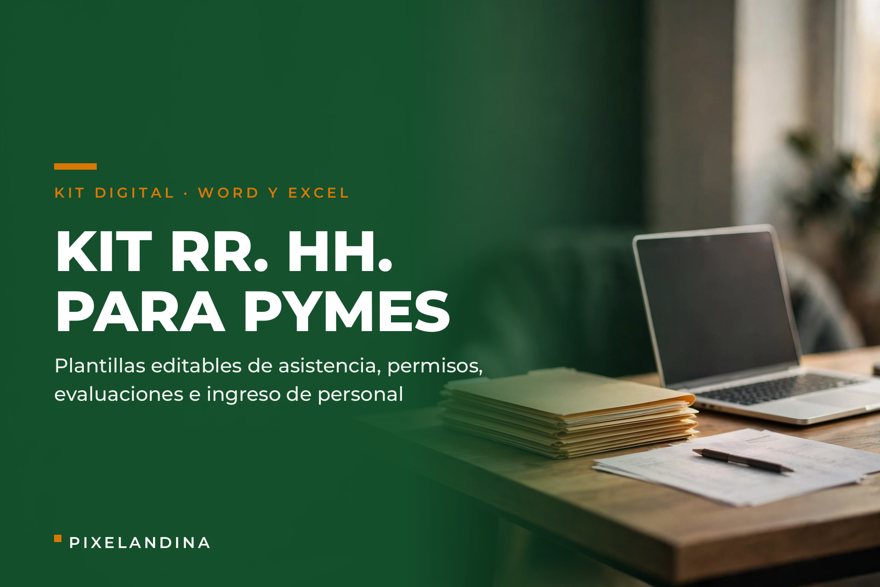 KIT DIGITAL · WORD Y EXCEL
KIT RR. HH.
PARA PYMES
Plantillas editables de asistencia, permisos,
evaluaciones e ingreso de personal
PIXELANDINA